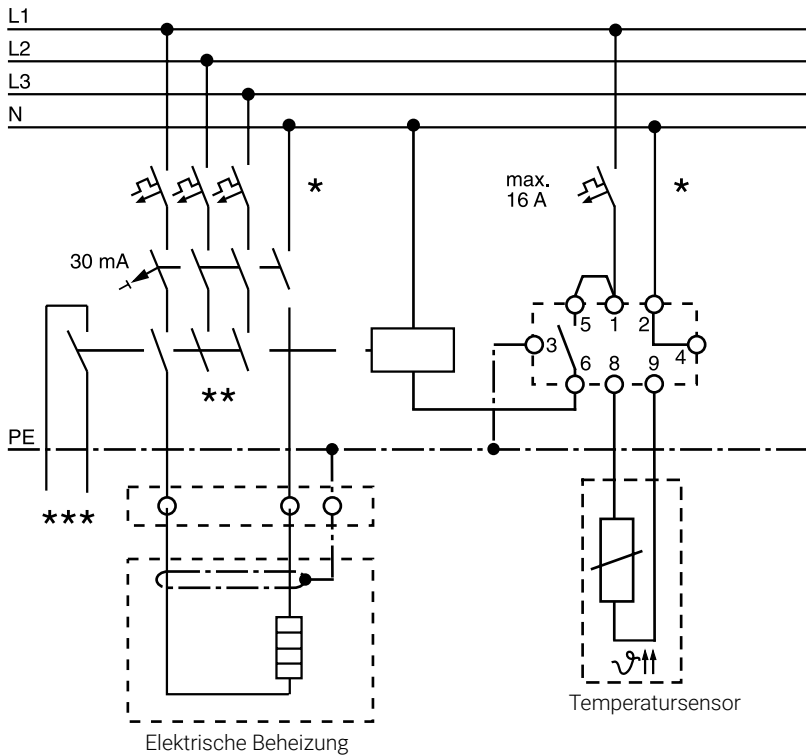 L1
L2
L3
N
*
max.
16 A
*
30 mA
5 1 2
3
4
6 8 9
**
PE
***
ϑ
Temperatursensor
Elektrische Beheizung